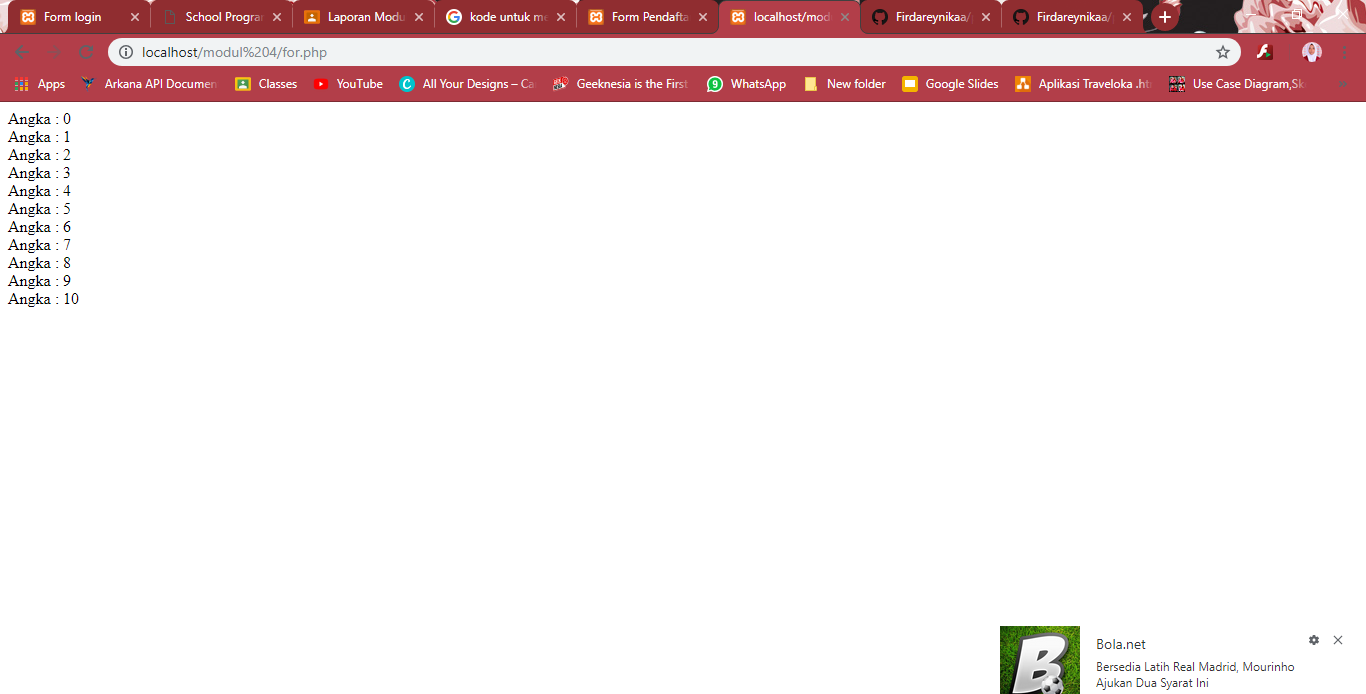 Form login
School Progra
Laporan Modu
kode untuk me
Form Pendafta
localhost/mod
Firdareynikaa/
Firdareynikaa/
localhost/modul%204/for.php
Apps
Arkana API Documen
Classes
YouTube
All Your Designs – Ca
Geeknesia is the First
WhatsApp
New folder
Google Slides
Aplikasi Traveloka .ht
Use Case Diagram,Sk
Angka : 0
Angka : 1
Angka : 2
Angka : 3
Angka : 4
Angka : 5
Angka : 6
Angka : 7
Angka : 8
Angka : 9
Angka : 10
B
Bola.net
Bersedia Latih Real Madrid, Mourinho
Ajukan Dua Syarat Ini